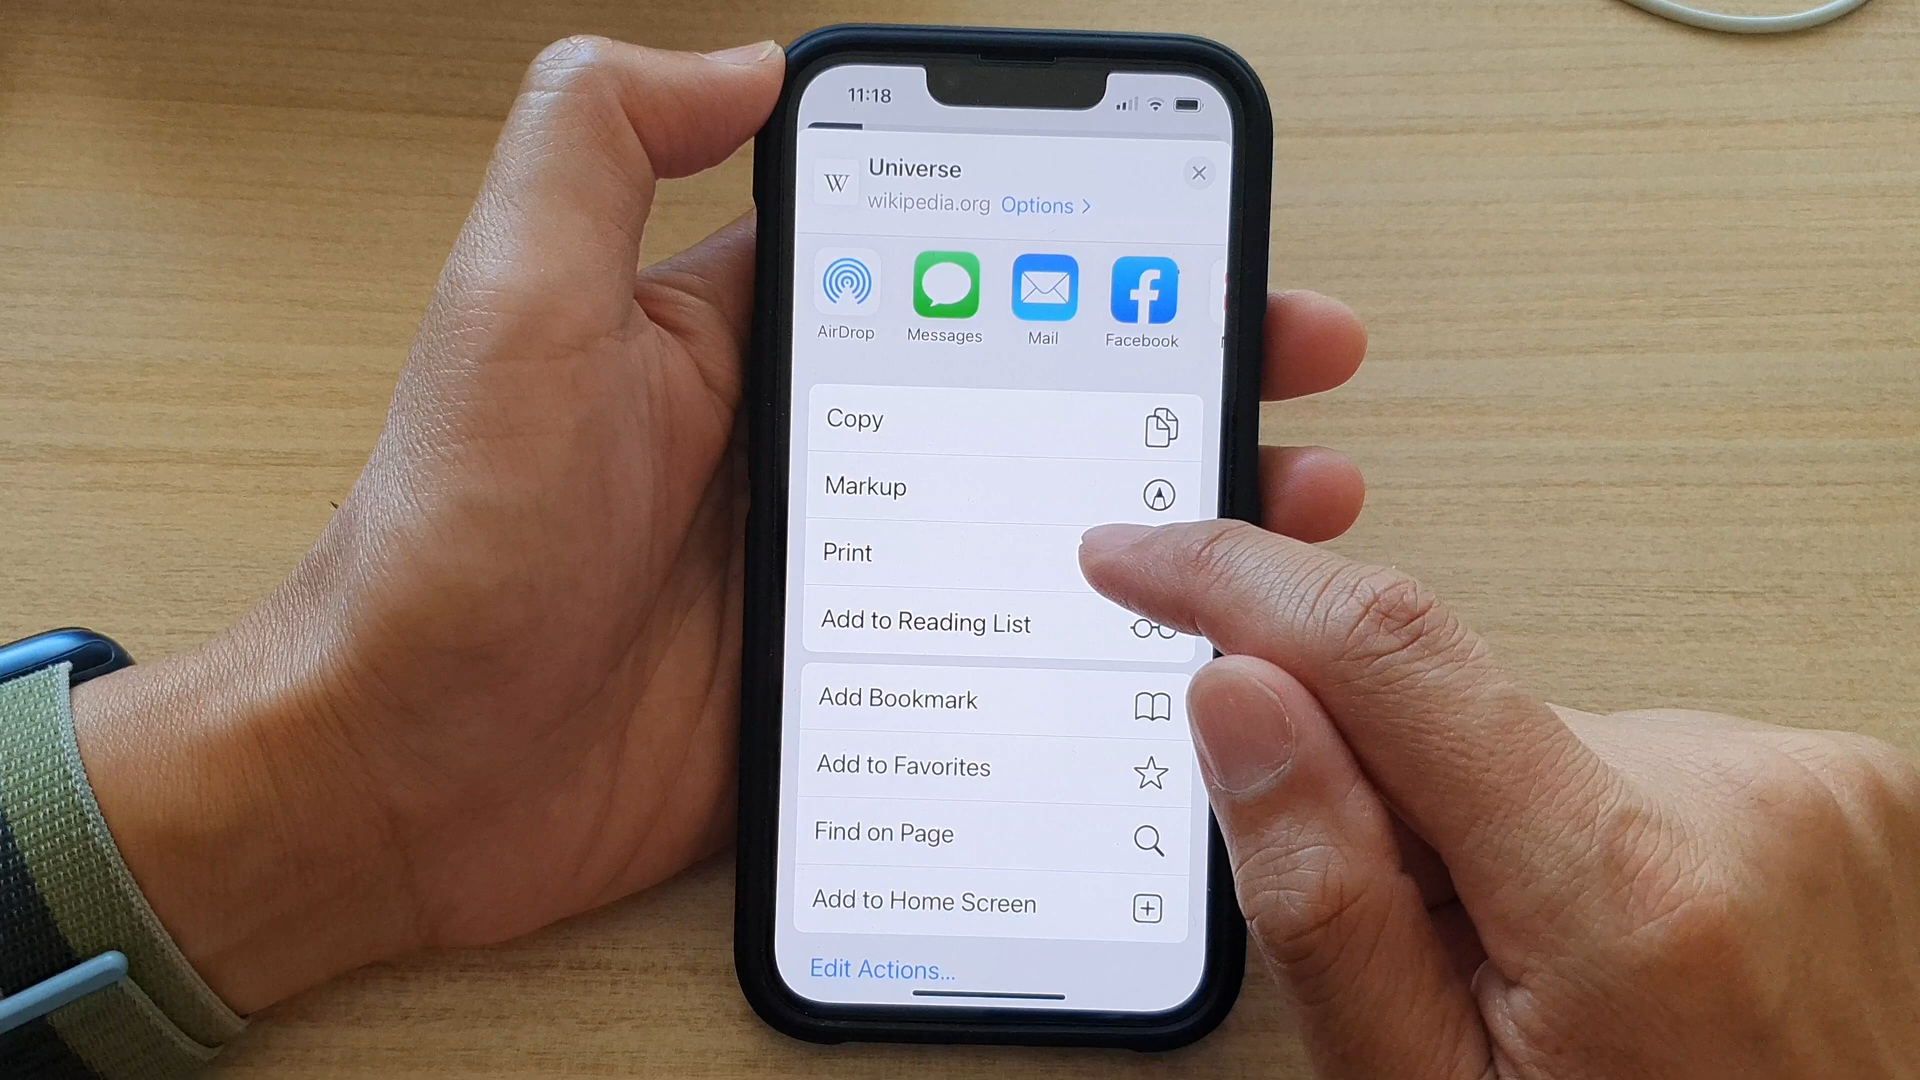 11:18
W
Universe
wikipedia.org Options >
AirDrop Messages Mail Facebook
Copy
Markup
Print
Add to Reading List
Add Bookmark
Add to Favorites
Find on Page
Add to Home Screen
Edit Actions...